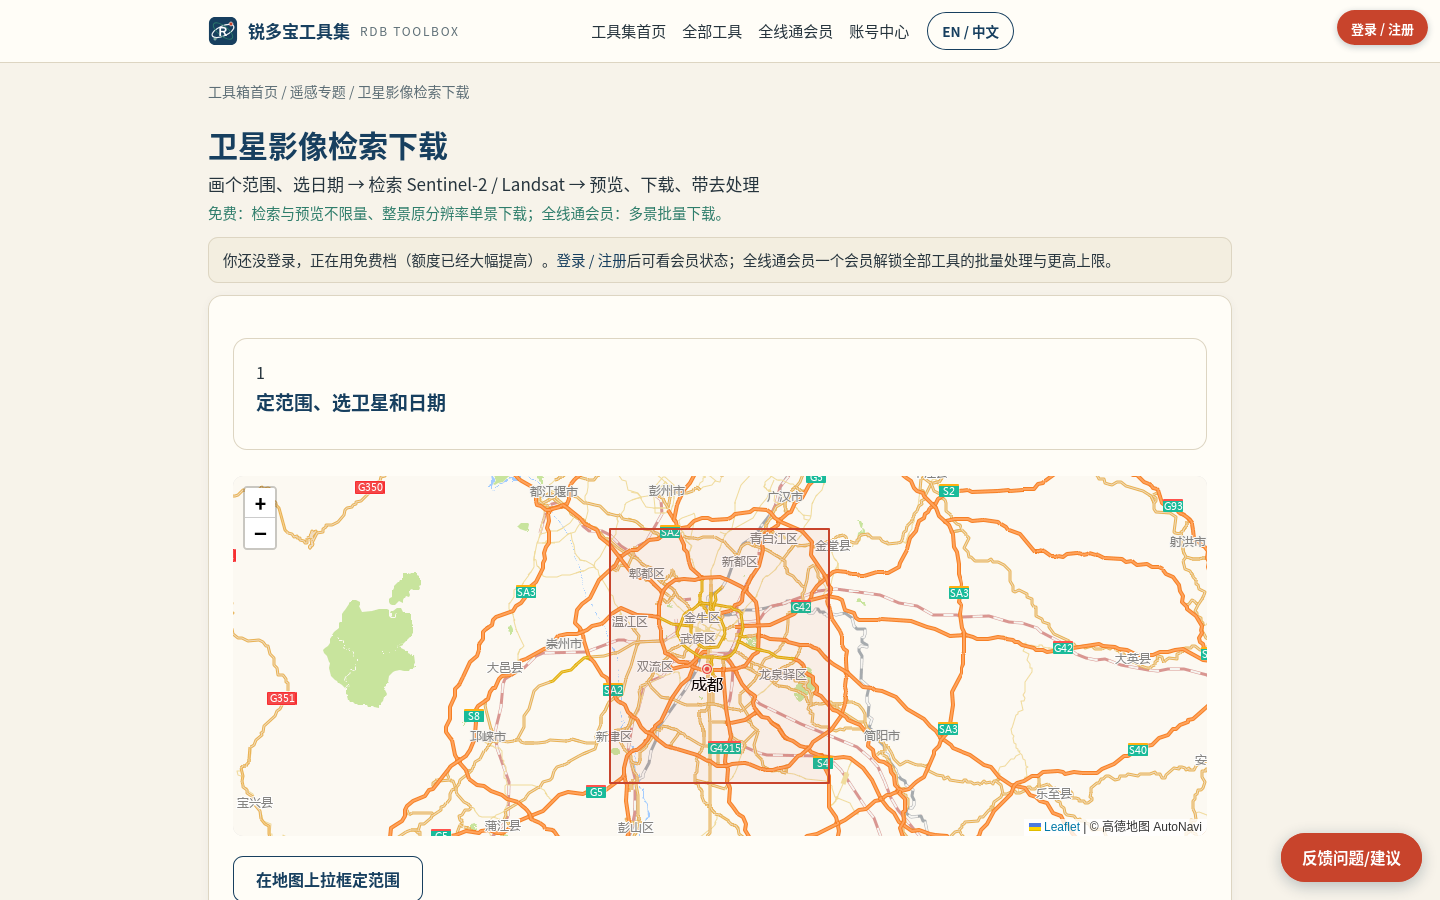 锐多宝工具集 RDB TOOLBOX
工具集首页 全部工具 全线通会员 账号中心 EN / 中文
登录 / 注册
工具箱首页 / 遥感专题 / 卫星影像检索下载
卫星影像检索下载
画个范围、选日期 → 检索 Sentinel-2 / Landsat → 预览、下载、带去处理
免费：检索与预览不限量、整景原分辨率单景下载；全线通会员：多景批量下载。
你还没登录，正在用免费档（额度已经大幅提高）。登录 / 注册后可看会员状态；全线通会员一个会员解锁全部工具的批量处理与更高上限。
1
定范围、选卫星和日期
+
−
G350
都江堰市
彭州市
广汉市
G5
S2
G93
射洪市
SA2
青白江区
金堂县
新都区
郫都区
SA3
SA3
G42
温江区
金牛区
武侯区
崇州市
大邑县
双流区
龙泉驿区
G42
大英县
成都
SA2
G351
S8
邛崃市
新津区
G4215
S4
简阳市
SA3
S40
安
G5
宝兴县
蒲江县
彭山区
乐至县
Leaflet | © 高德地图 AutoNavi
在地图上拉框定范围
反馈问题/建议